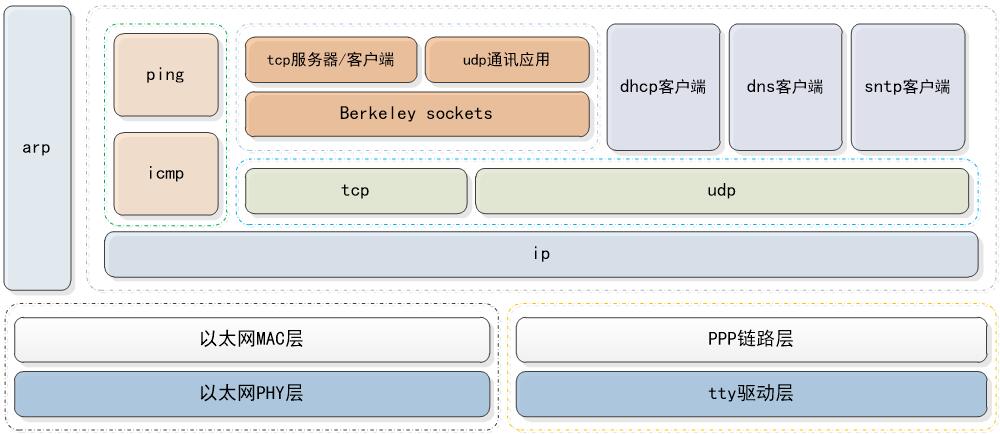 arp
ping
icmp
tcp服务器/客户端
udp通讯应用
Berkeley sockets
dhcp客户端
dns客户端
sntp客户端
tcp
udp
ip
以太网MAC层
PPP链路层
以太网PHY层
tty驱动层